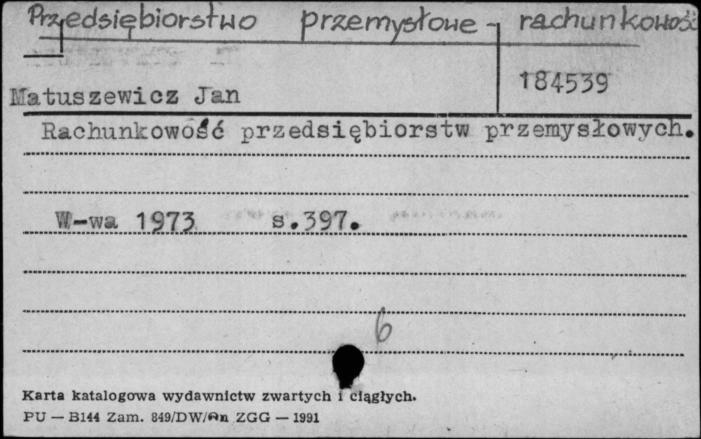 Przedsiębiorstwo przemysłowe - rachunkowość
184539
Matuszewicz Jan
Rachunkowość przedsiębiorstw przemysłowych.
W-wa 1973 s.397.
6
Karta katalogowa wydawnictw zwartych i ciągłych.
PU — B144 Zam. 849/DW/An ZGG — 1991